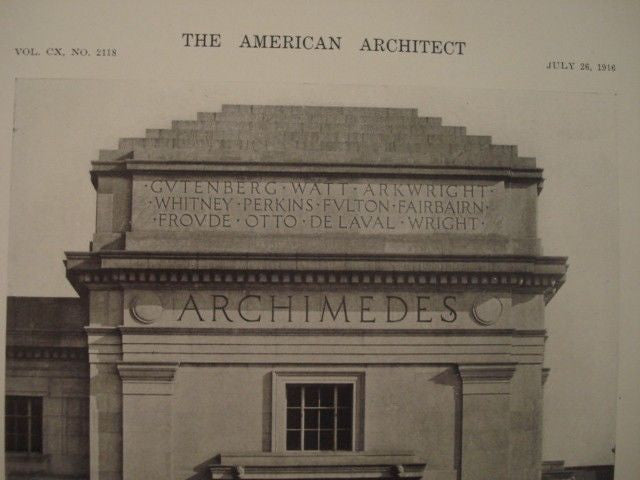 THE AMERICAN ARCHITECT
VOL. CX, NO. 2118
JULY 26, 1916
·GVTENBERG·WATT·ARKWRIGHT·
·WHITNEY·PERKINS·FVLTON·FAIRBAIRN·
·FROVDE·OTTO·DE LAVAL·WRIGHT·
ARCHIMEDES